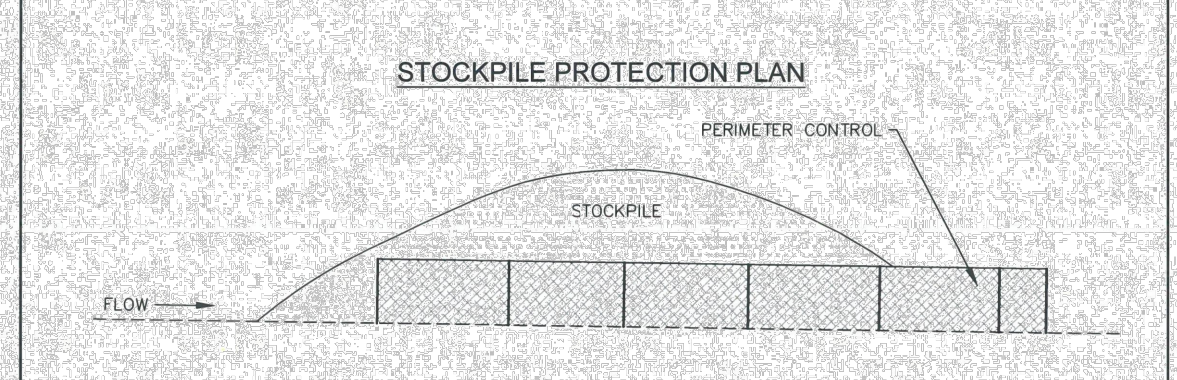 STOCKPILE PROTECTION PLAN
PERIMETER CONTROL
STOCKPILE
FLOW